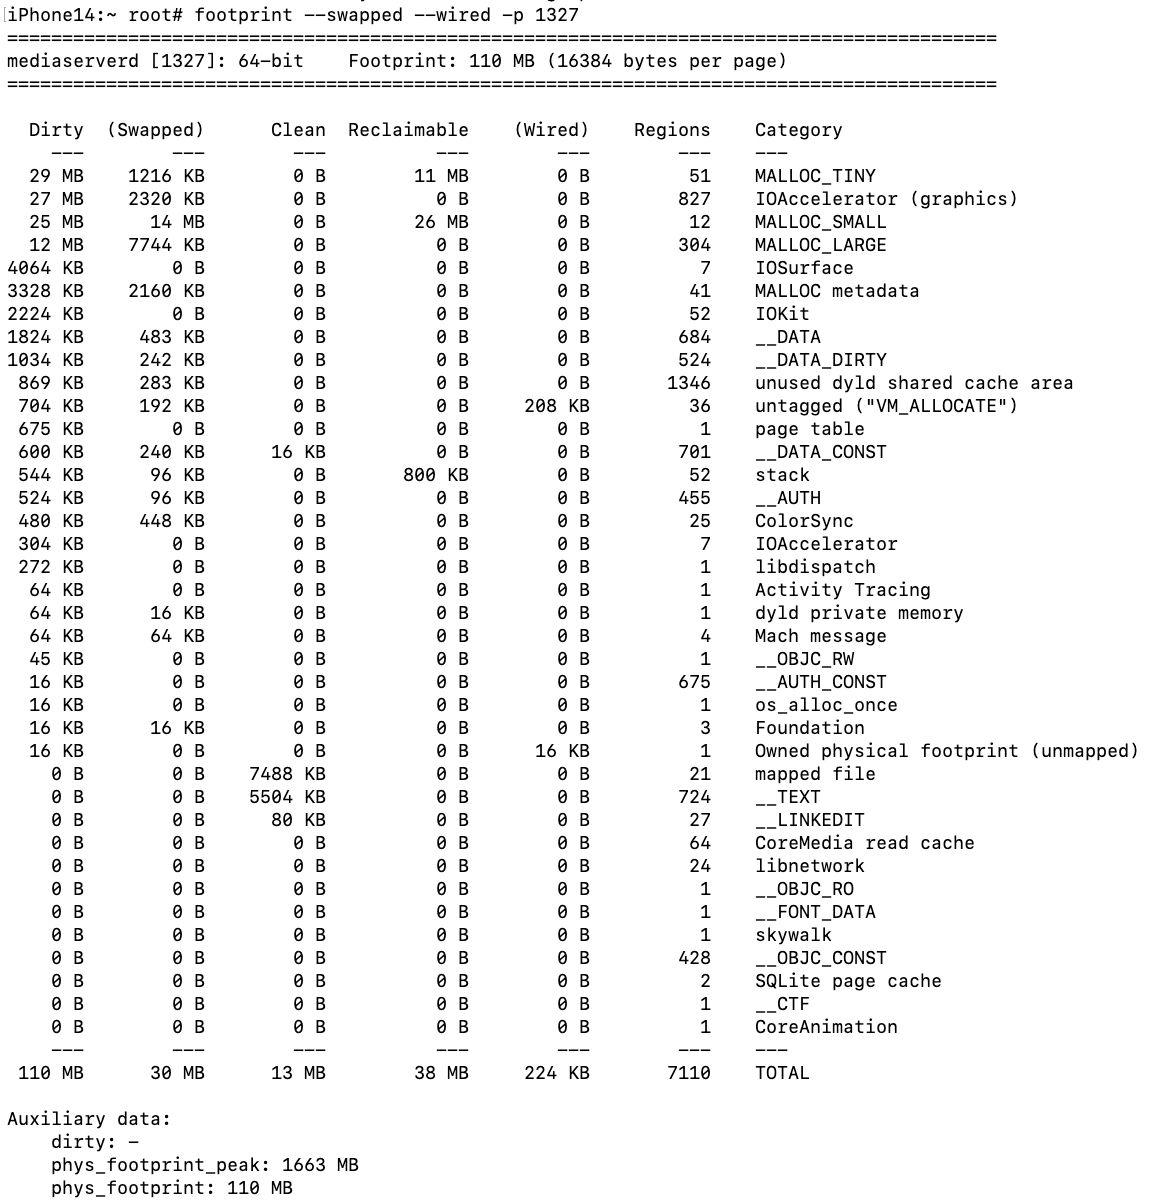 iPhone14:~ root# footprint --swapped --wired -p 1327
==========================================================================================
mediaserverd [1327]: 64-bit    Footprint: 110 MB (16384 bytes per page)
==========================================================================================
  Dirty  (Swapped)      Clean  Reclaimable    (Wired)    Regions    Category
    ---        ---        ---          ---        ---        ---    ---
  29 MB    1216 KB        0 B        11 MB        0 B         51    MALLOC_TINY
  27 MB    2320 KB        0 B          0 B        0 B        827    IOAccelerator (graphics)
  25 MB      14 MB        0 B        26 MB        0 B         12    MALLOC_SMALL
  12 MB    7744 KB        0 B          0 B        0 B        304    MALLOC_LARGE
4064 KB        0 B        0 B          0 B        0 B          7    IOSurface
3328 KB    2160 KB        0 B          0 B        0 B         41    MALLOC metadata
2224 KB        0 B        0 B          0 B        0 B         52    IOKit
1824 KB     483 KB        0 B          0 B        0 B        684    __DATA
1034 KB     242 KB        0 B          0 B        0 B        524    __DATA_DIRTY
 869 KB     283 KB        0 B          0 B        0 B       1346    unused dyld shared cache area
 704 KB     192 KB        0 B          0 B     208 KB         36    untagged ("VM_ALLOCATE")
 675 KB        0 B        0 B          0 B        0 B          1    page table
 600 KB     240 KB      16 KB          0 B        0 B        701    __DATA_CONST
 544 KB      96 KB        0 B       800 KB        0 B         52    stack
 524 KB      96 KB        0 B          0 B        0 B        455    __AUTH
 480 KB     448 KB        0 B          0 B        0 B         25    ColorSync
 304 KB        0 B        0 B          0 B        0 B          7    IOAccelerator
 272 KB        0 B        0 B          0 B        0 B          1    libdispatch
  64 KB        0 B        0 B          0 B        0 B          1    Activity Tracing
  64 KB      16 KB        0 B          0 B        0 B          1    dyld private memory
  64 KB      64 KB        0 B          0 B        0 B          4    Mach message
  45 KB        0 B        0 B          0 B        0 B          1    __OBJC_RW
  16 KB        0 B        0 B          0 B        0 B        675    __AUTH_CONST
  16 KB        0 B        0 B          0 B        0 B          1    os_alloc_once
  16 KB      16 KB        0 B          0 B        0 B          3    Foundation
  16 KB        0 B        0 B          0 B      16 KB          1    Owned physical footprint (unmapped)
    0 B        0 B    7488 KB          0 B        0 B         21    mapped file
    0 B        0 B    5504 KB          0 B        0 B        724    __TEXT
    0 B        0 B      80 KB          0 B        0 B         27    __LINKEDIT
    0 B        0 B        0 B          0 B        0 B         64    CoreMedia read cache
    0 B        0 B        0 B          0 B        0 B         24    libnetwork
    0 B        0 B        0 B          0 B        0 B          1    __OBJC_RO
    0 B        0 B        0 B          0 B        0 B          1    __FONT_DATA
    0 B        0 B        0 B          0 B        0 B          1    skywalk
    0 B        0 B        0 B          0 B        0 B        428    __OBJC_CONST
    0 B        0 B        0 B          0 B        0 B          2    SQLite page cache
    0 B        0 B        0 B          0 B        0 B          1    __CTF
    0 B        0 B        0 B          0 B        0 B          1    CoreAnimation
    ---        ---        ---          ---        ---        ---    ---
 110 MB      30 MB      13 MB        38 MB     224 KB       7110    TOTAL
Auxiliary data:
    dirty: -
    phys_footprint_peak: 1663 MB
    phys_footprint: 110 MB